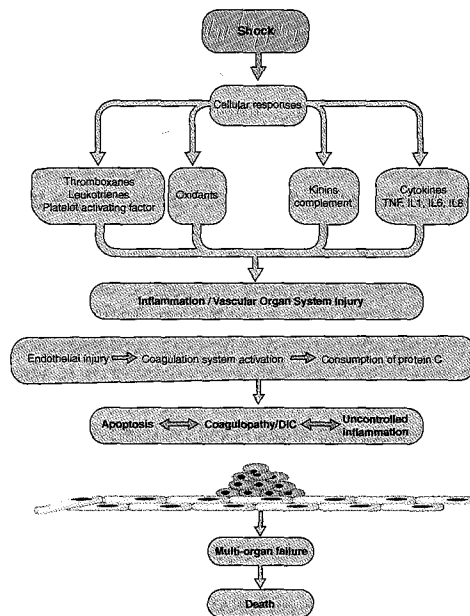 Shock
Cellular responses
Thromboxanes
Leukotrienes
Platelet activating factor
Oxidants
Kinins
complement
Cytokines
TNF, IL1, IL6, IL8
Inflammation / Vascular Organ System Injury
Endothelial injury Coagulation system activation Consumption of protein C
Apoptosis Coagulopathy/DIC Uncontrolled
inflammation
Multi-organ failure
Death